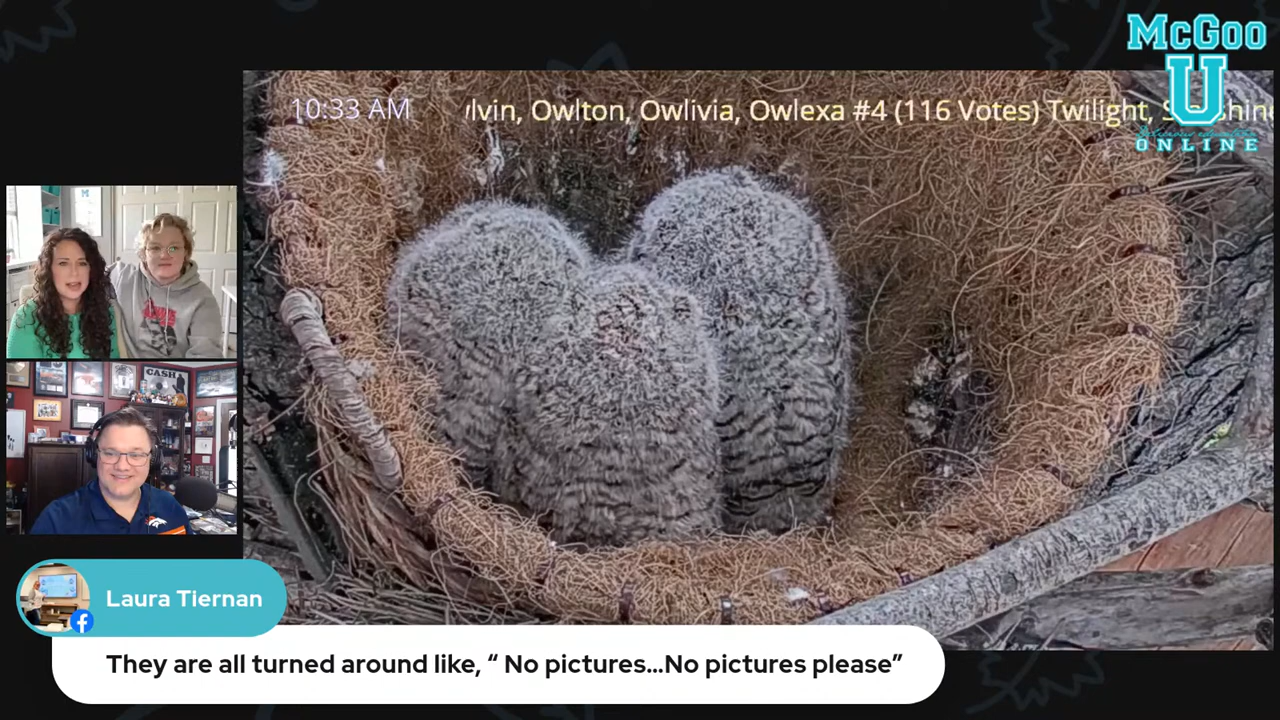 McGoo
U
ONLINE
10:33 AM
lvin, Owlton, Owlivia, Owlexa #4 (116 Votes) Twilight,
CASH
Laura Tiernan
They are all turned around like, “ No pictures...No pictures please”